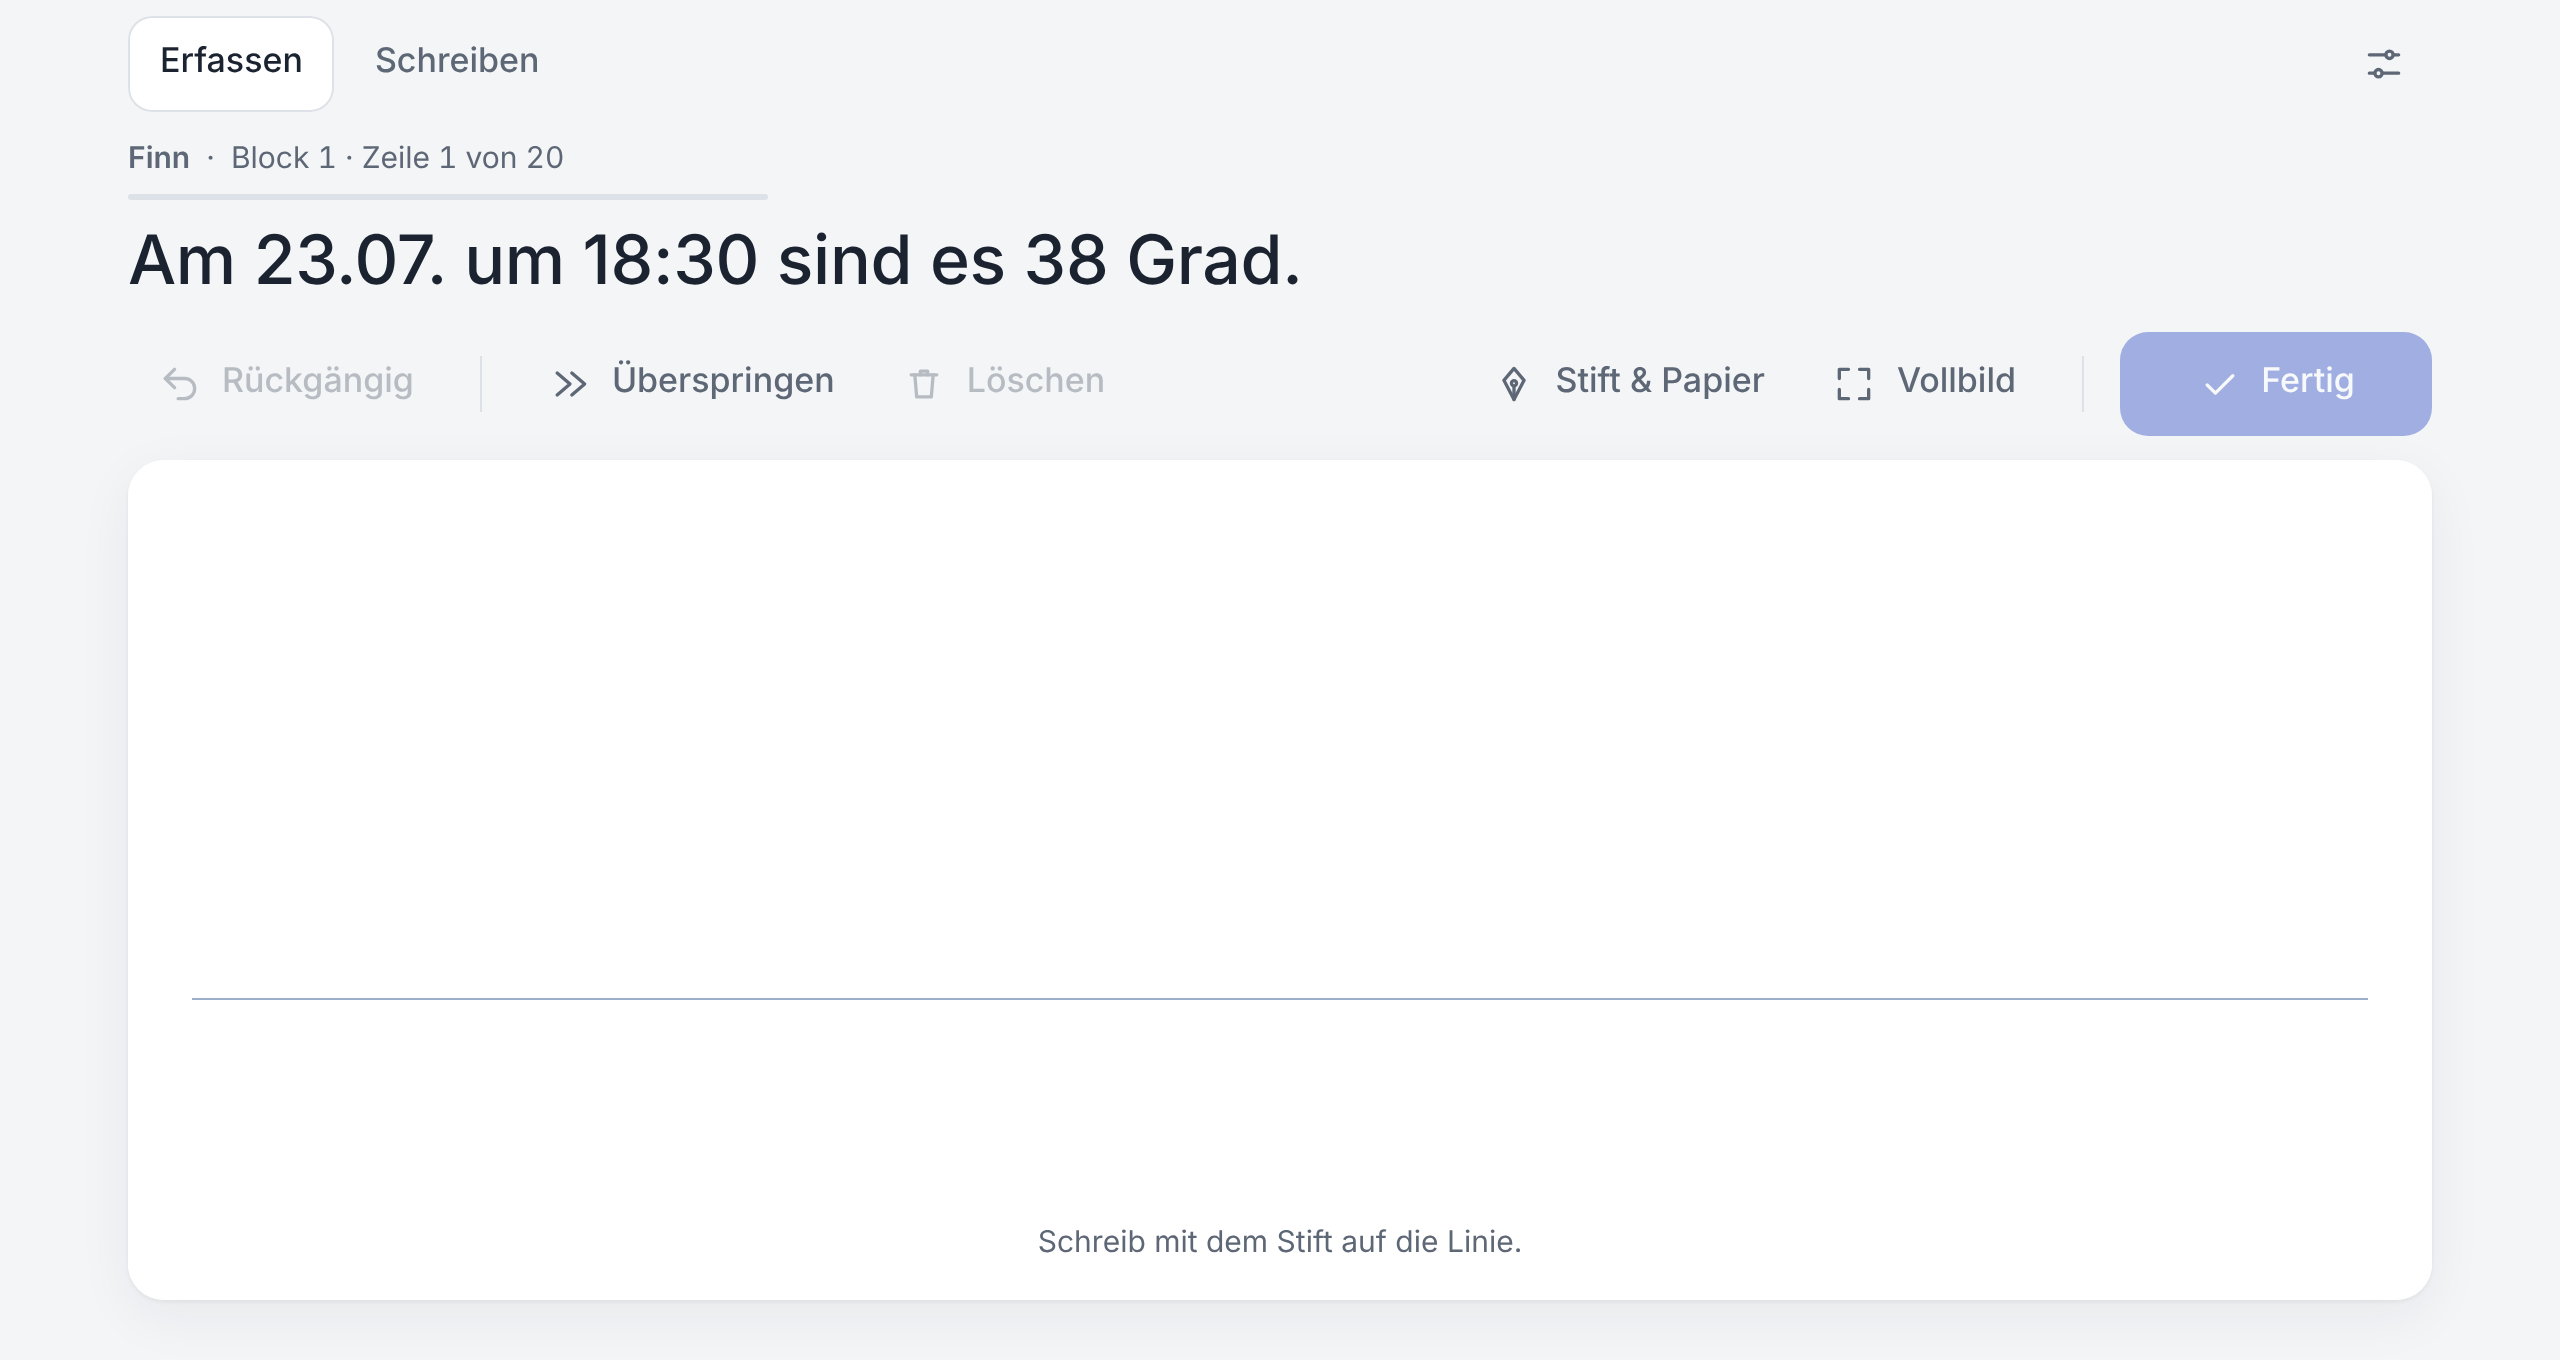 Erfassen Schreiben
Finn · Block 1 · Zeile 1 von 20
Am 23.07. um 18:30 sind es 38 Grad.
Rückgängig Überspringen Löschen Stift & Papier Vollbild Fertig
Schreib mit dem Stift auf die Linie.